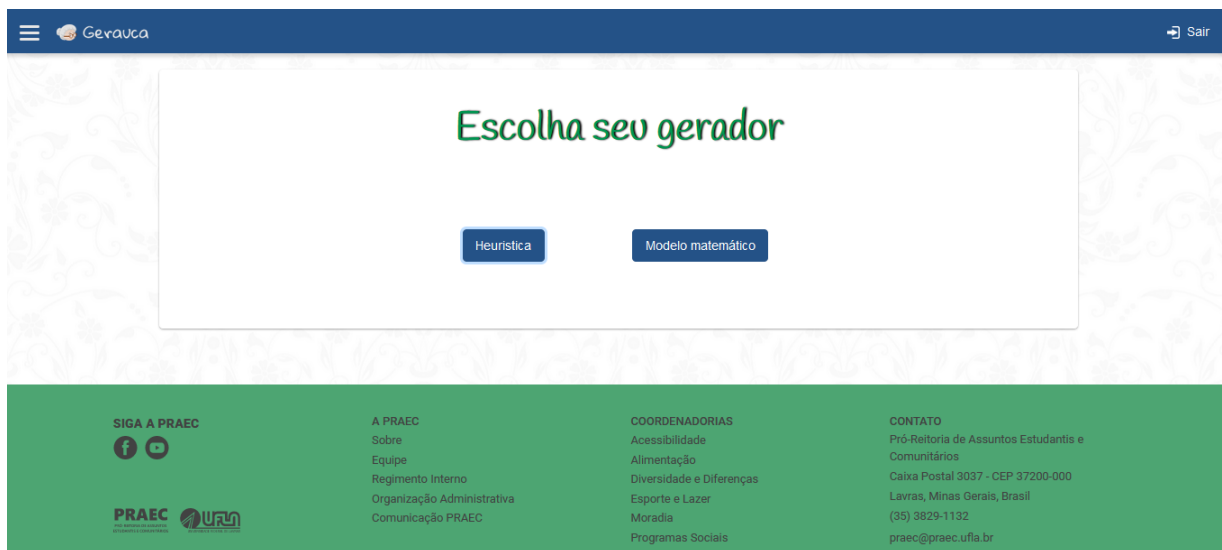 Gerauca
Sair
Escolha seu gerador
Heuristica
Modelo matemático
SIGA A PRAEC
PRAEC
UFLA
A PRAEC
Sobre
Equipe
Regimento Interno
Organização Administrativa
Comunicação PRAEC
COORDENADORIAS
Acessibilidade
Alimentação
Diversidade e Diferenças
Esporte e Lazer
Moradia
Programas Sociais
CONTATO
Pró-Reitoria de Assuntos Estudantis e
Comunitários
Caixa Postal 3037 - CEP 37200-000
Lavras, Minas Gerais, Brasil
(35) 3829-1132
praec@praec.ufla.br